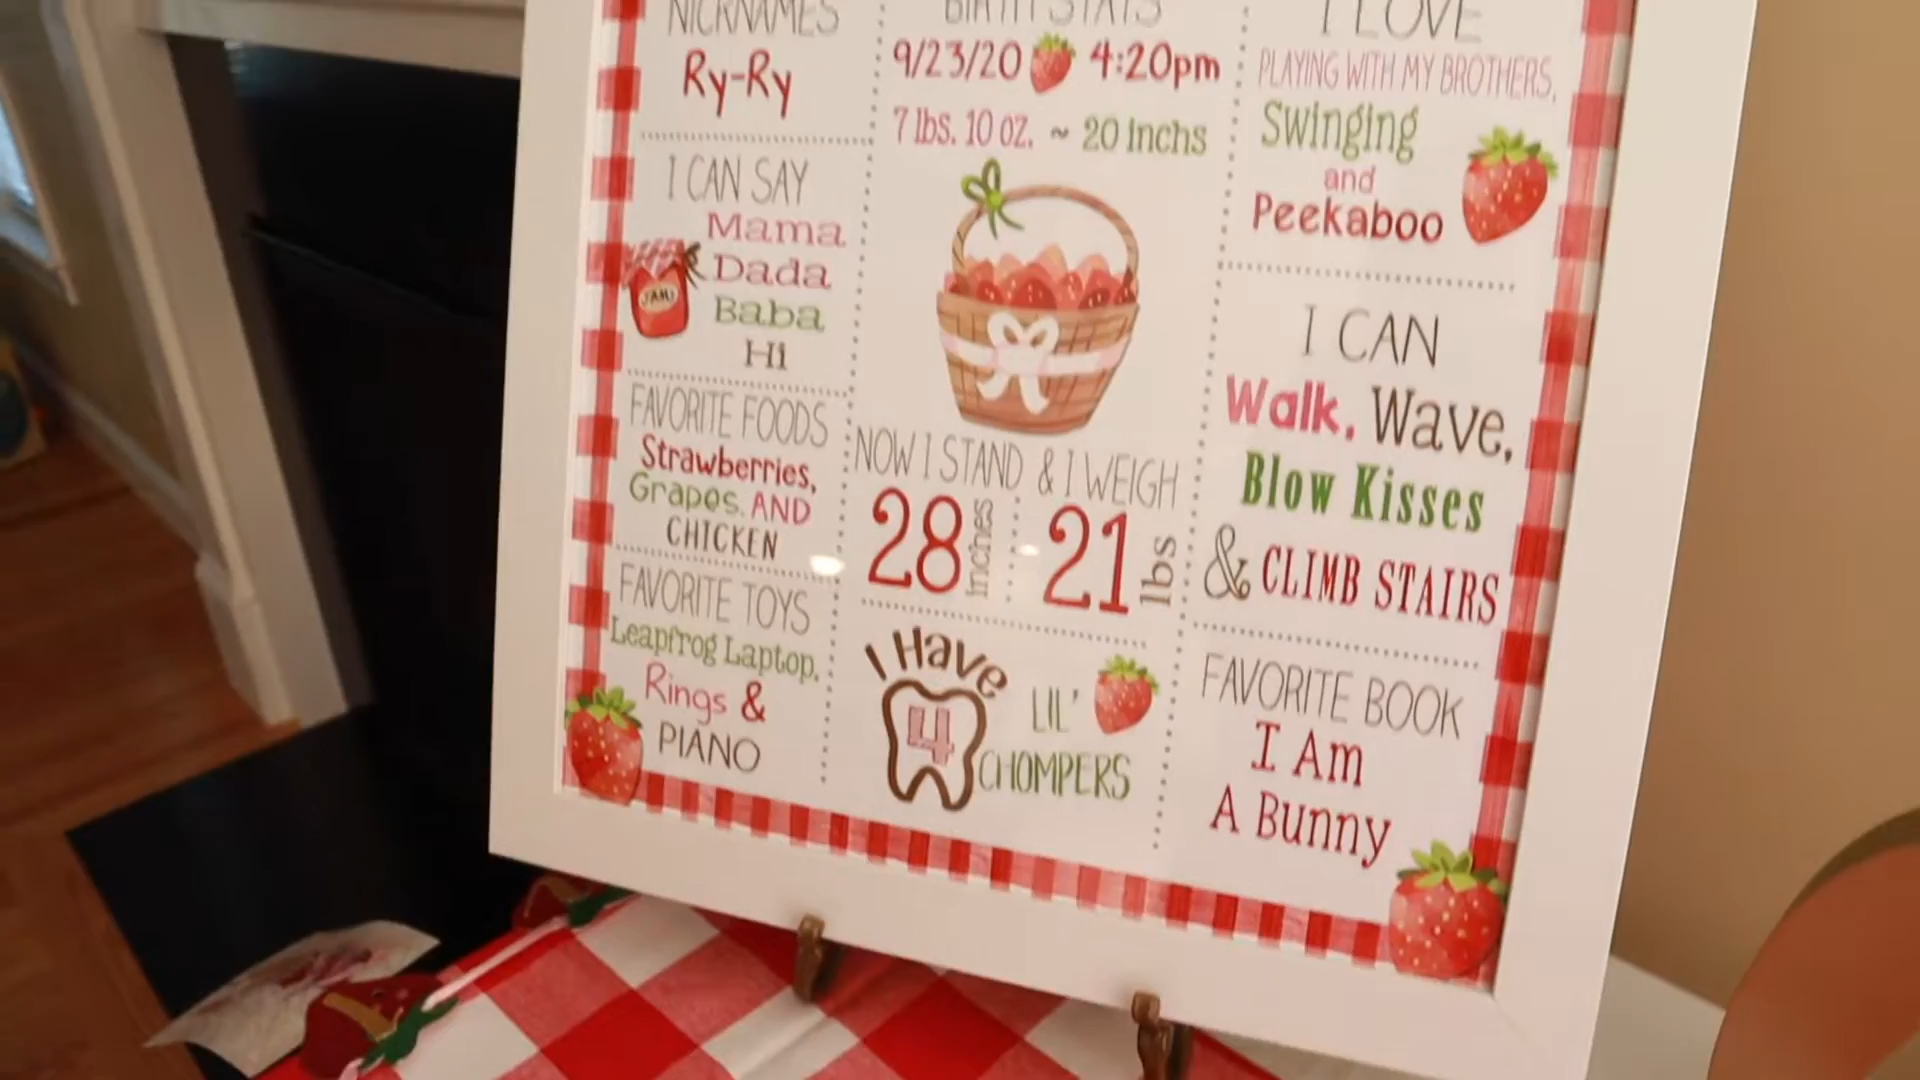 NICKNAMES
Ry-Ry
I CAN SAY
Mama
Dada
Baba
Hi
JAM
FAVORITE FOODS
Strawberries,
Grapes, AND
CHICKEN
FAVORITE TOYS
Leapfrog Laptop,
Rings &
PIANO
BIRTH STATS
9/23/20 4:20pm
7 lbs. 10 oz. ~ 20 inchs
NOW I STAND & I WEIGH
28 inches 21 lbs
I Have
4 LIL'
CHOMPERS
I LOVE
PLAYING WITH MY BROTHERS,
Swinging
and
Peekaboo
I CAN
Walk, Wave,
Blow Kisses
& CLIMB STAIRS
FAVORITE BOOK
I Am
A Bunny